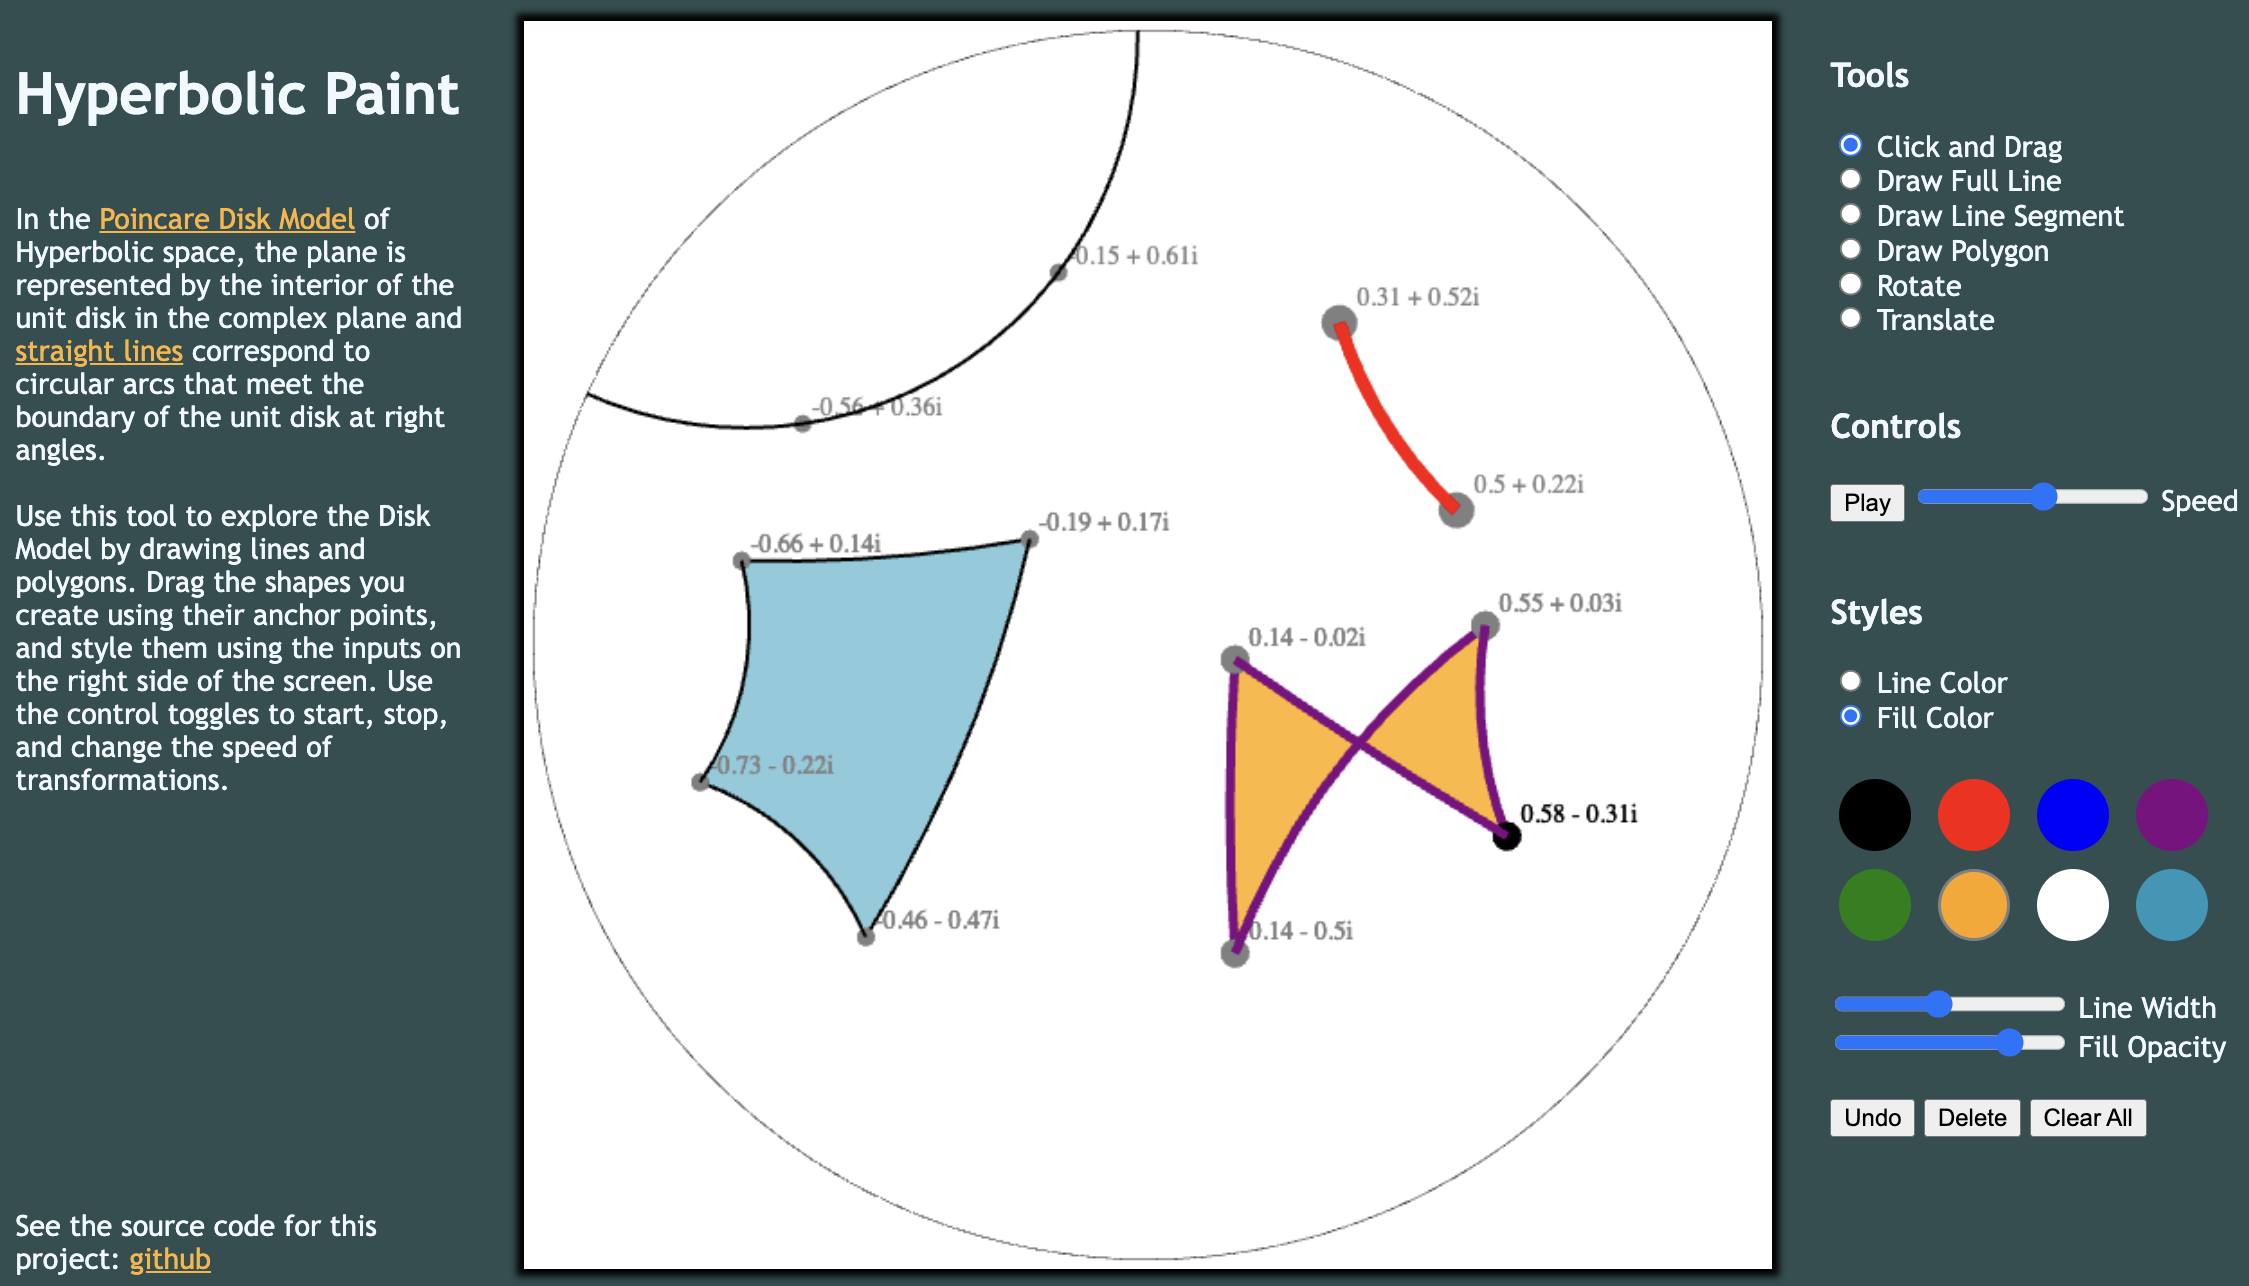 Hyperbolic Paint
In the Poincare Disk Model of
Hyperbolic space, the plane is
represented by the interior of the
unit disk in the complex plane and
straight lines correspond to
circular arcs that meet the
boundary of the unit disk at right
angles.
Use this tool to explore the Disk
Model by drawing lines and
polygons. Drag the shapes you
create using their anchor points,
and style them using the inputs on
the right side of the screen. Use
the control toggles to start, stop,
and change the speed of
transformations.
See the source code for this
project: github
-0.15 + 0.61i
0.31 + 0.52i
-0.56 + 0.36i
0.5 + 0.22i
-0.19 + 0.17i
-0.66 + 0.14i
0.55 + 0.03i
0.14 - 0.02i
-0.73 - 0.22i
0.58 - 0.31i
-0.46 - 0.47i
0.14 - 0.5i
Tools
Click and Drag
Draw Full Line
Draw Line Segment
Draw Polygon
Rotate
Translate
Controls
Play Speed
Styles
Line Color
Fill Color
Line Width
Fill Opacity
Undo Delete Clear All